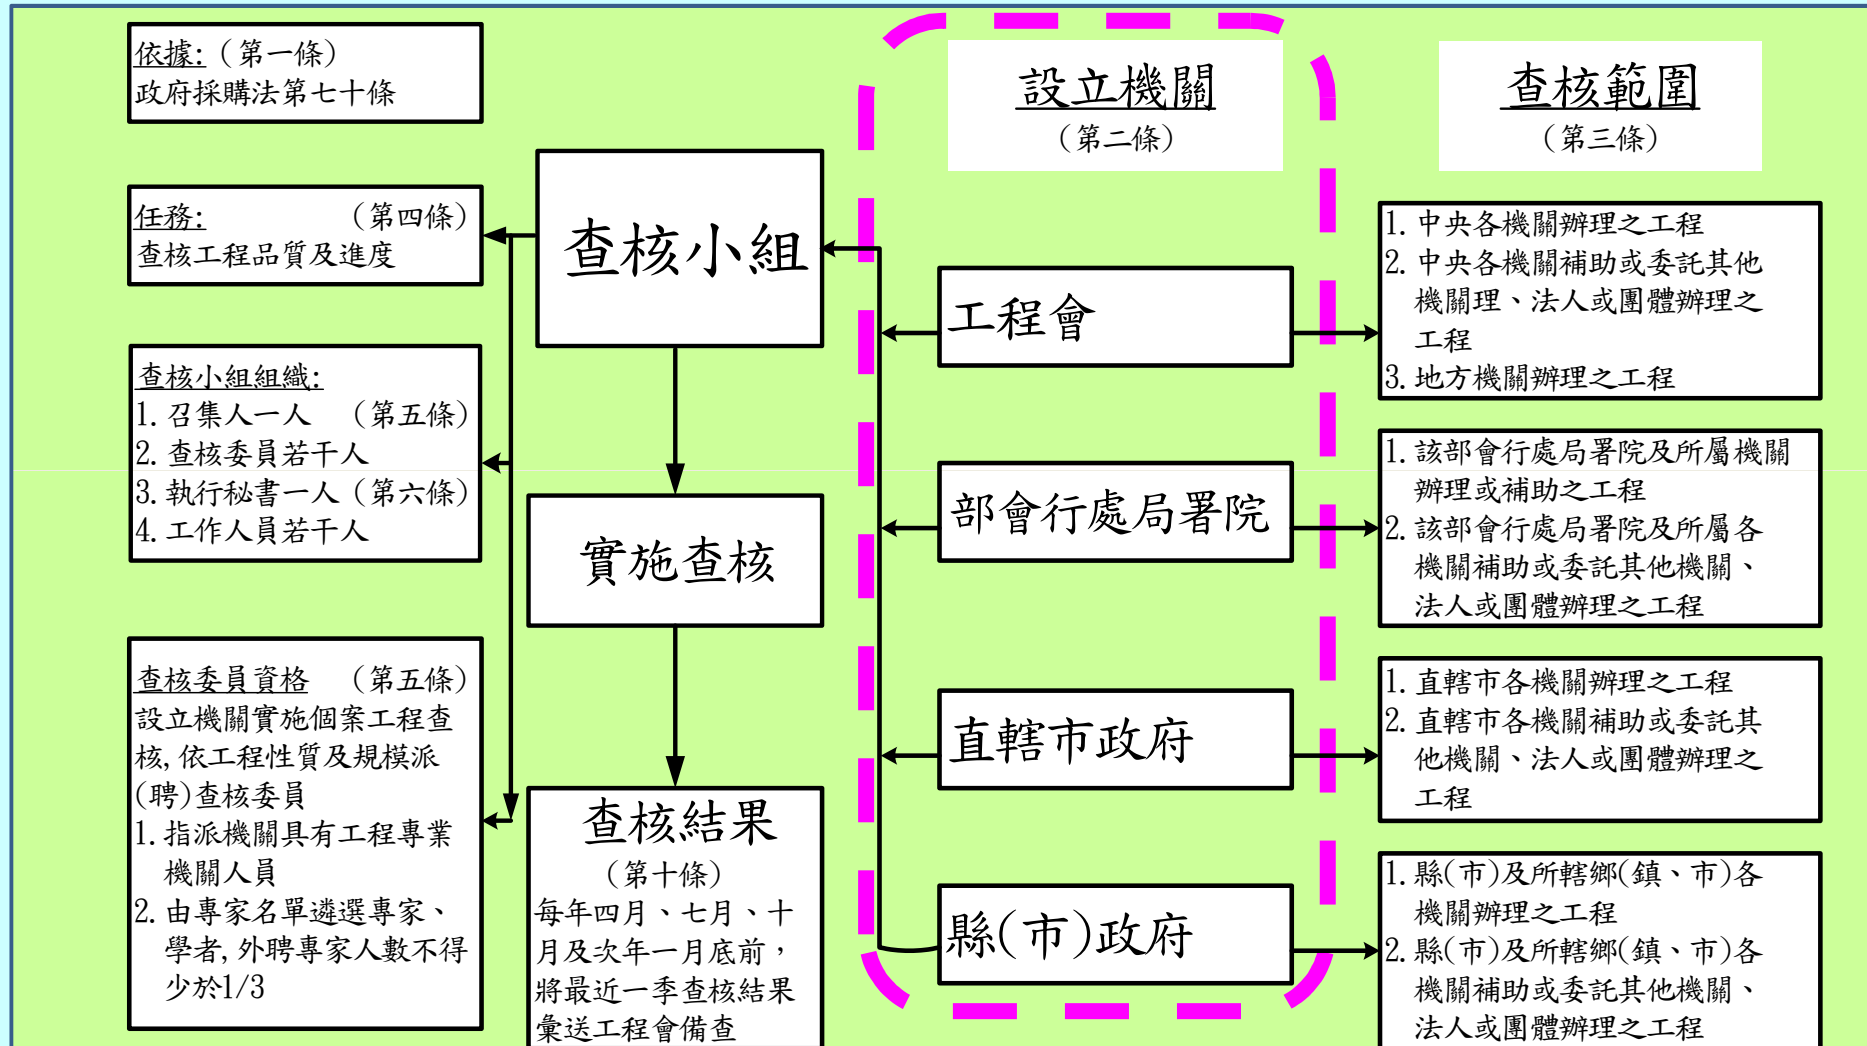 依據:（第一條）
政府採購法第七十條
任務:　　　　（第四條）
查核工程品質及進度
查核小組組織:
1. 召集人一人　（第五條）
2. 查核委員若干人
3. 執行秘書一人（第六條）
4. 工作人員若干人
查核委員資格　（第五條）
設立機關實施個案工程查
核, 依工程性質及規模派
(聘)查核委員
1. 指派機關具有工程專業
機關人員
2. 由專家名單遴選專家、
學者, 外聘專家人數不得
少於1/3
查核小組
實施查核
查核結果
（第十條）
每年四月、七月、十
月及次年一月底前，
將最近一季查核結果
彙送工程會備查
設立機關
（第二條）
工程會
部會行處局署院
直轄市政府
縣(市)政府
查核範圍
（第三條）
1. 中央各機關辦理之工程
2. 中央各機關補助或委託其他
機關理、法人或團體辦理之
工程
3. 地方機關辦理之工程
1. 該部會行處局署院及所屬機關
辦理或補助之工程
2. 該部會行處局署院及所屬各
機關補助或委託其他機關、
法人或團體辦理之工程
1. 直轄市各機關辦理之工程
2. 直轄市各機關補助或委託其
他機關、法人或團體辦理之
工程
1. 縣(市)及所轄鄉(鎮、市)各
機關辦理之工程
2. 縣(市)及所轄鄉(鎮、市)各
機關補助或委託其他機關、
法人或團體辦理之工程